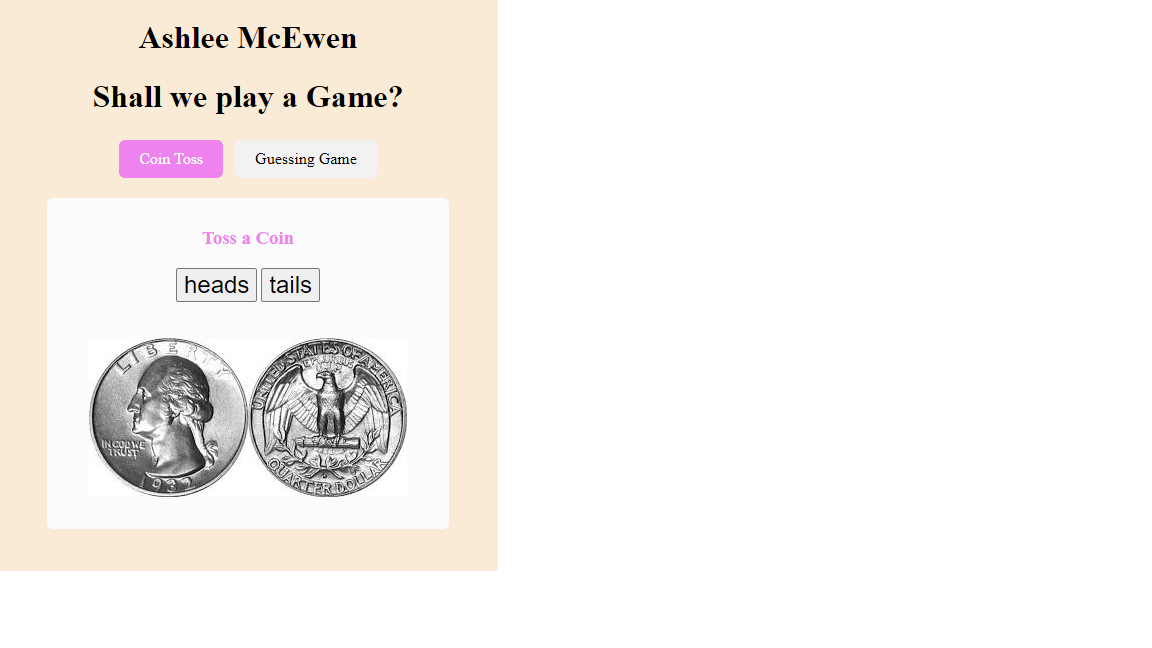 Ashlee McEwen
Shall we play a Game?
Coin Toss Guessing Game
Toss a Coin
heads tails
LIBERTY
IN GOD WE
TRUST
1932
UNITED STATES OF AMERICA
E PLURIBUS
UNUM
QUARTER DOLLAR